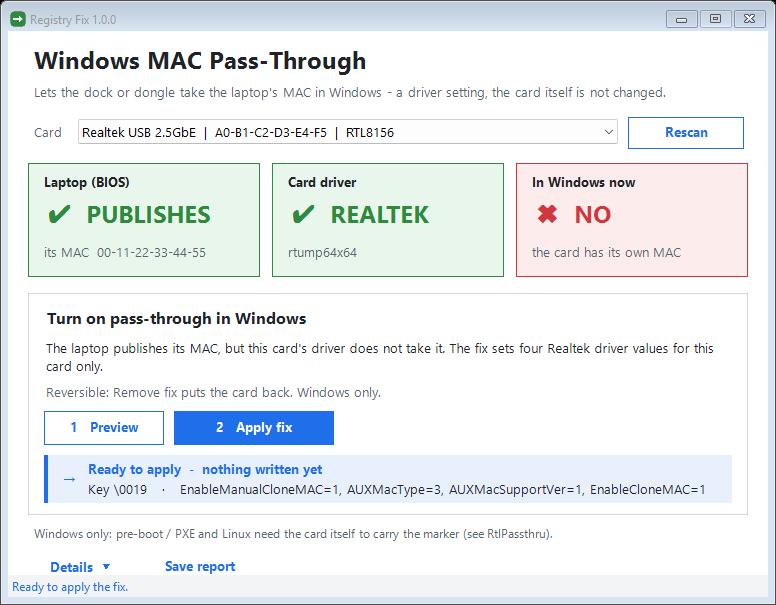 Registry Fix 1.0.0
Windows MAC Pass-Through
Lets the dock or dongle take the laptop's MAC in Windows - a driver setting, the card itself is not changed.
Card
Realtek USB 2.5GbE | A0-B1-C2-D3-E4-F5 | RTL8156
Rescan
Laptop (BIOS)
✔ PUBLISHES
its MAC 00-11-22-33-44-55
Card driver
✔ REALTEK
rtump64x64
In Windows now
✖ NO
the card has its own MAC
Turn on pass-through in Windows
The laptop publishes its MAC, but this card's driver does not take it. The fix sets four Realtek driver values for this
card only.
Reversible: Remove fix puts the card back. Windows only.
1 Preview
2 Apply fix
→ Ready to apply - nothing written yet
Key \0019 · EnableManualCloneMAC=1, AUXMacType=3, AUXMacSupportVer=1, EnableCloneMAC=1
Windows only: pre-boot / PXE and Linux need the card itself to carry the marker (see RtlPassthru).
Details ▼
Save report
Ready to apply the fix.